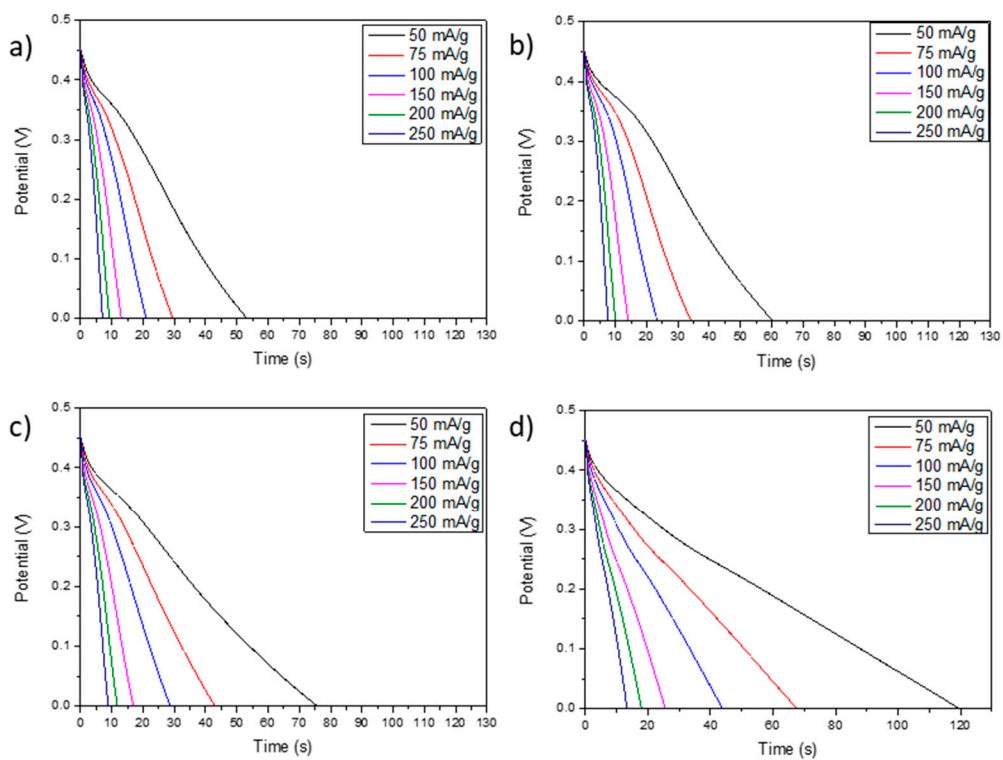 a)
0.5
0.4
0.3
0.2
0.1
0.0
Potential (V)
50 mA/g
75 mA/g
100 mA/g
150 mA/g
200 mA/g
250 mA/g
0 10 20 30 40 50 60 70 80 90 100 110 120 130
Time (s)
b)
0.5
0.4
0.3
0.2
0.1
0.0
Potential (V)
50 mA/g
75 mA/g
100 mA/g
150 mA/g
200 mA/g
250 mA/g
0 10 20 30 40 50 60 70 80 90 100 110 120 130
Time (s)
c)
0.5
0.4
0.3
0.2
0.1
0.0
Potential (V)
50 mA/g
75 mA/g
100 mA/g
150 mA/g
200 mA/g
250 mA/g
0 10 20 30 40 50 60 70 80 90 100 110 120 130
Time (s)
d)
0.5
0.4
0.3
0.2
0.1
0.0
Potential (V)
50 mA/g
75 mA/g
100 mA/g
150 mA/g
200 mA/g
250 mA/g
0 20 40 60 80 100 120
Time (s)